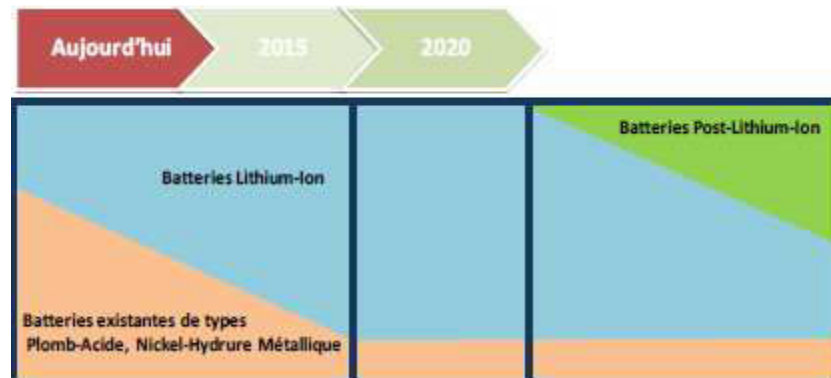 Aujourd'hui
2015
2020
Batteries Post-Lithium-Ion
Batteries Lithium-Ion
Batteries existantes de types
Plomb-Acide, Nickel-Hydrure Métallique